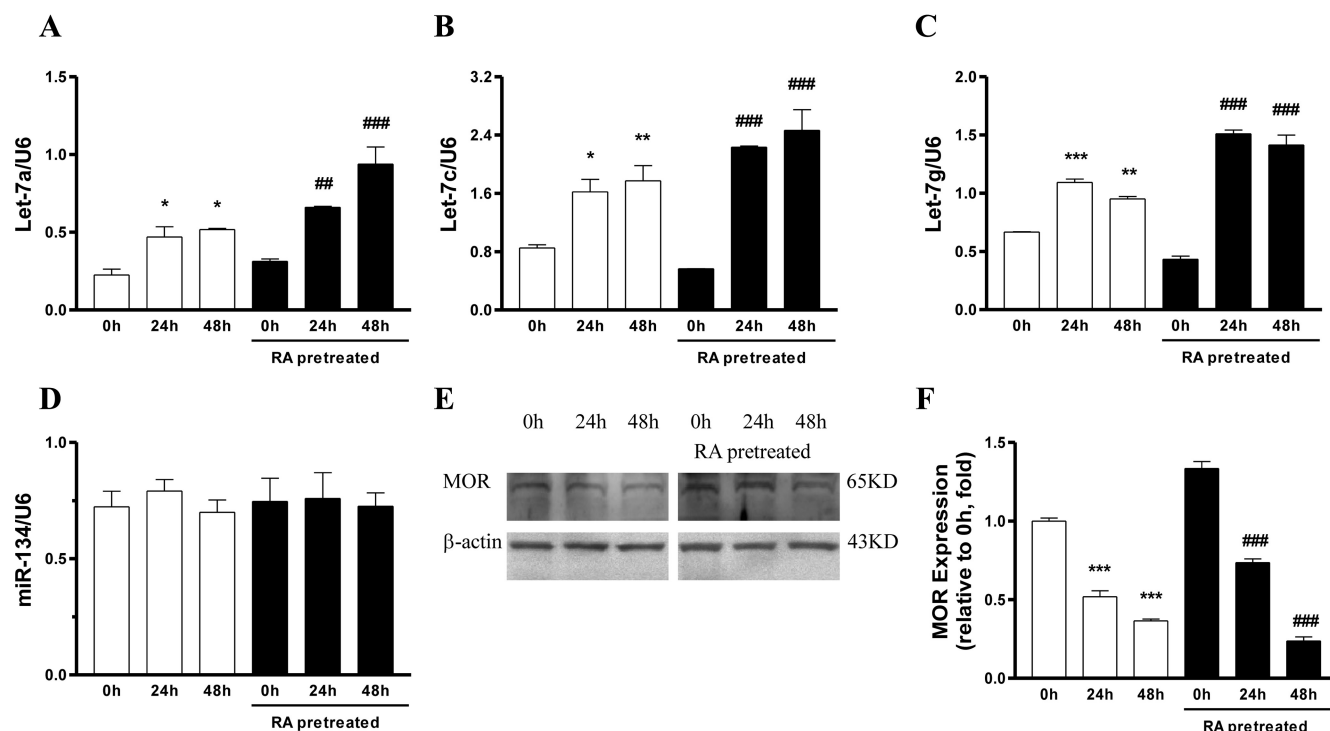 A
Let-7a/U6
1.5
1.0
0.5
0.0
* * ## ###
0h 24h 48h 0h 24h 48h
RA pretreated
B
Let-7c/U6
3.2
2.4
1.6
0.8
0.0
* ** ### ###
0h 24h 48h 0h 24h 48h
RA pretreated
C
Let-7g/U6
2.0
1.5
1.0
0.5
0.0
*** ** ### ###
0h 24h 48h 0h 24h 48h
RA pretreated
D
miR-134/U6
1.0
0.5
0.0
0h 24h 48h 0h 24h 48h
RA pretreated
E
0h 24h 48h 0h 24h 48h
RA pretreated
MOR 65KD
β-actin 43KD
F
MOR Expression
(relative to 0h, fold)
1.5
1.0
0.5
0.0
*** *** ### ###
0h 24h 48h 0h 24h 48h
RA pretreated